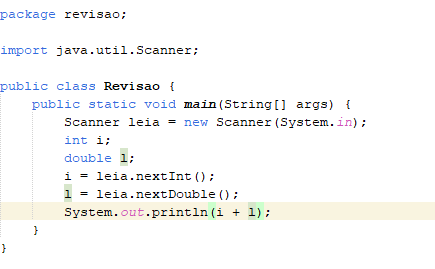 package revisao;
import java.util.Scanner;
public class Revisao {
public static void main(String[] args) {
Scanner leia = new Scanner(System.in);
int i;
double l;
i = leia.nextInt();
l = leia.nextDouble();
System.out.println(i + l);
}
}